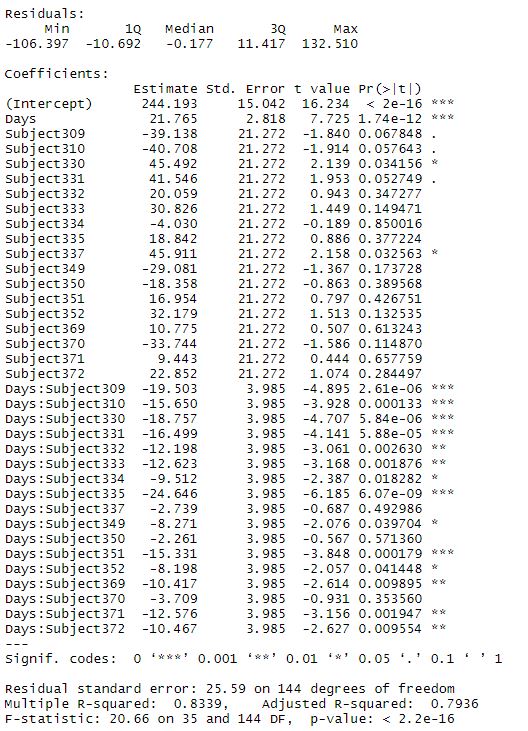 Residuals:
     Min       1Q   Median       3Q      Max
-106.397  -10.692   -0.177   11.417  132.510

Coefficients:
                Estimate Std. Error t value Pr(>|t|)
(Intercept)      244.193     15.042  16.234  < 2e-16 ***
Days              21.765      2.818   7.725 1.74e-12 ***
Subject309       -39.138     21.272  -1.840 0.067848 .
Subject310       -40.708     21.272  -1.914 0.057643 .
Subject330        45.492     21.272   2.139 0.034156 *
Subject331        41.546     21.272   1.953 0.052749 .
Subject332        20.059     21.272   0.943 0.347277
Subject333        30.826     21.272   1.449 0.149471
Subject334        -4.030     21.272  -0.189 0.850016
Subject335        18.842     21.272   0.886 0.377224
Subject337        45.911     21.272   2.158 0.032563 *
Subject349       -29.081     21.272  -1.367 0.173728
Subject350       -18.358     21.272  -0.863 0.389568
Subject351        16.954     21.272   0.797 0.426751
Subject352        32.179     21.272   1.513 0.132535
Subject369        10.775     21.272   0.507 0.613243
Subject370       -33.744     21.272  -1.586 0.114870
Subject371         9.443     21.272   0.444 0.657759
Subject372        22.852     21.272   1.074 0.284497
Days:Subject309  -19.503      3.985  -4.895 2.61e-06 ***
Days:Subject310  -15.650      3.985  -3.928 0.000133 ***
Days:Subject330  -18.757      3.985  -4.707 5.84e-06 ***
Days:Subject331  -16.499      3.985  -4.141 5.88e-05 ***
Days:Subject332  -12.198      3.985  -3.061 0.002630 **
Days:Subject333  -12.623      3.985  -3.168 0.001876 **
Days:Subject334   -9.512      3.985  -2.387 0.018282 *
Days:Subject335  -24.646      3.985  -6.185 6.07e-09 ***
Days:Subject337   -2.739      3.985  -0.687 0.492986
Days:Subject349   -8.271      3.985  -2.076 0.039704 *
Days:Subject350   -2.261      3.985  -0.567 0.571360
Days:Subject351  -15.331      3.985  -3.848 0.000179 ***
Days:Subject352   -8.198      3.985  -2.057 0.041448 *
Days:Subject369  -10.417      3.985  -2.614 0.009895 **
Days:Subject370   -3.709      3.985  -0.931 0.353560
Days:Subject371  -12.576      3.985  -3.156 0.001947 **
Days:Subject372  -10.467      3.985  -2.627 0.009554 **
---
Signif. codes:  0 ‘***’ 0.001 ‘**’ 0.01 ‘*’ 0.05 ‘.’ 0.1 ‘ ’ 1

Residual standard error: 25.59 on 144 degrees of freedom
Multiple R-squared:  0.8339,    Adjusted R-squared:  0.7936
F-statistic: 20.66 on 35 and 144 DF,  p-value: < 2.2e-16